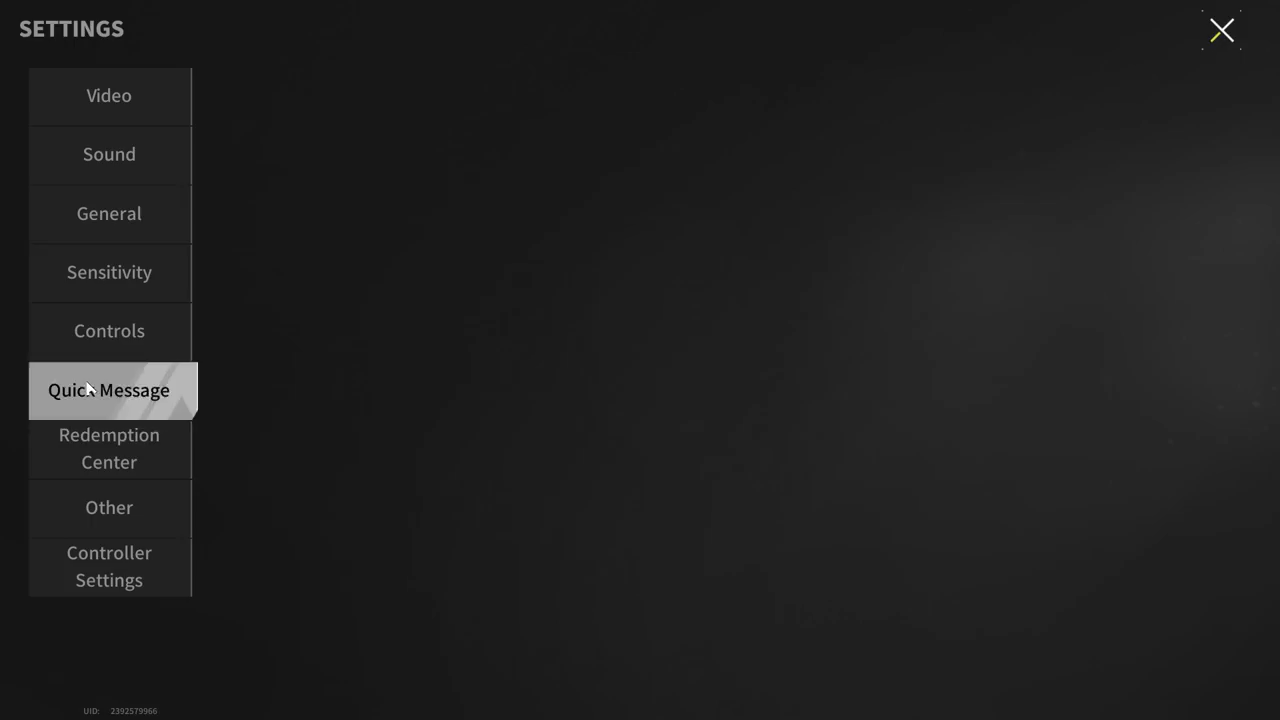 SETTINGS
Video
Sound
General
Sensitivity
Controls
Quick Message
Redemption
Center
Other
Controller
Settings
UID: 2392579966